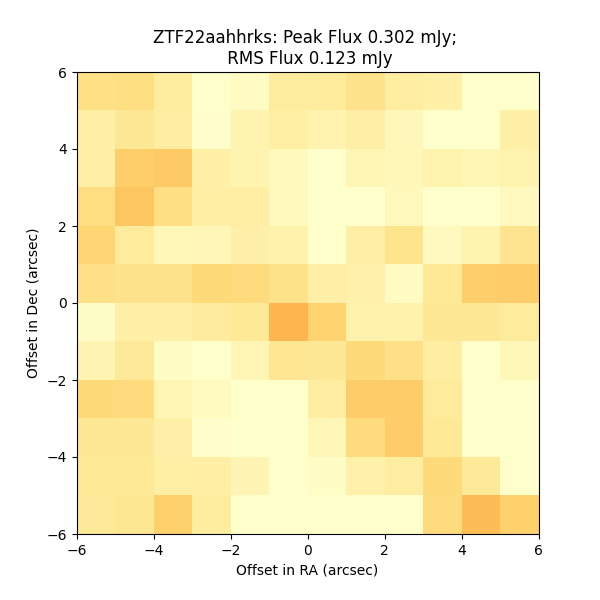 ZTF22aahhrks: Peak Flux 0.302 mJy;
RMS Flux 0.123 mJy
6
4
2
0
−2
−4
−6
Offset in Dec (arcsec)
−6 −4 −2 0 2 4 6
Offset in RA (arcsec)